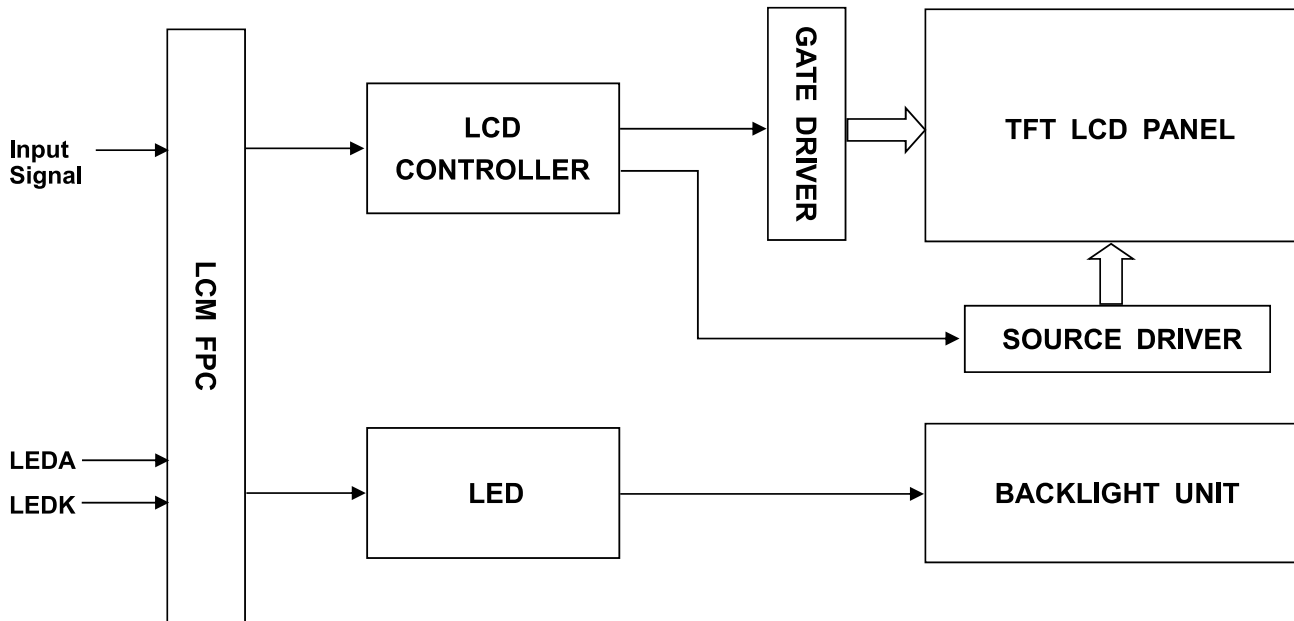 Input
Signal
LEDA
LEDK
LCM FPC
LCD
CONTROLLER
GATE DRIVER
TFT LCD PANEL
SOURCE DRIVER
LED
BACKLIGHT UNIT